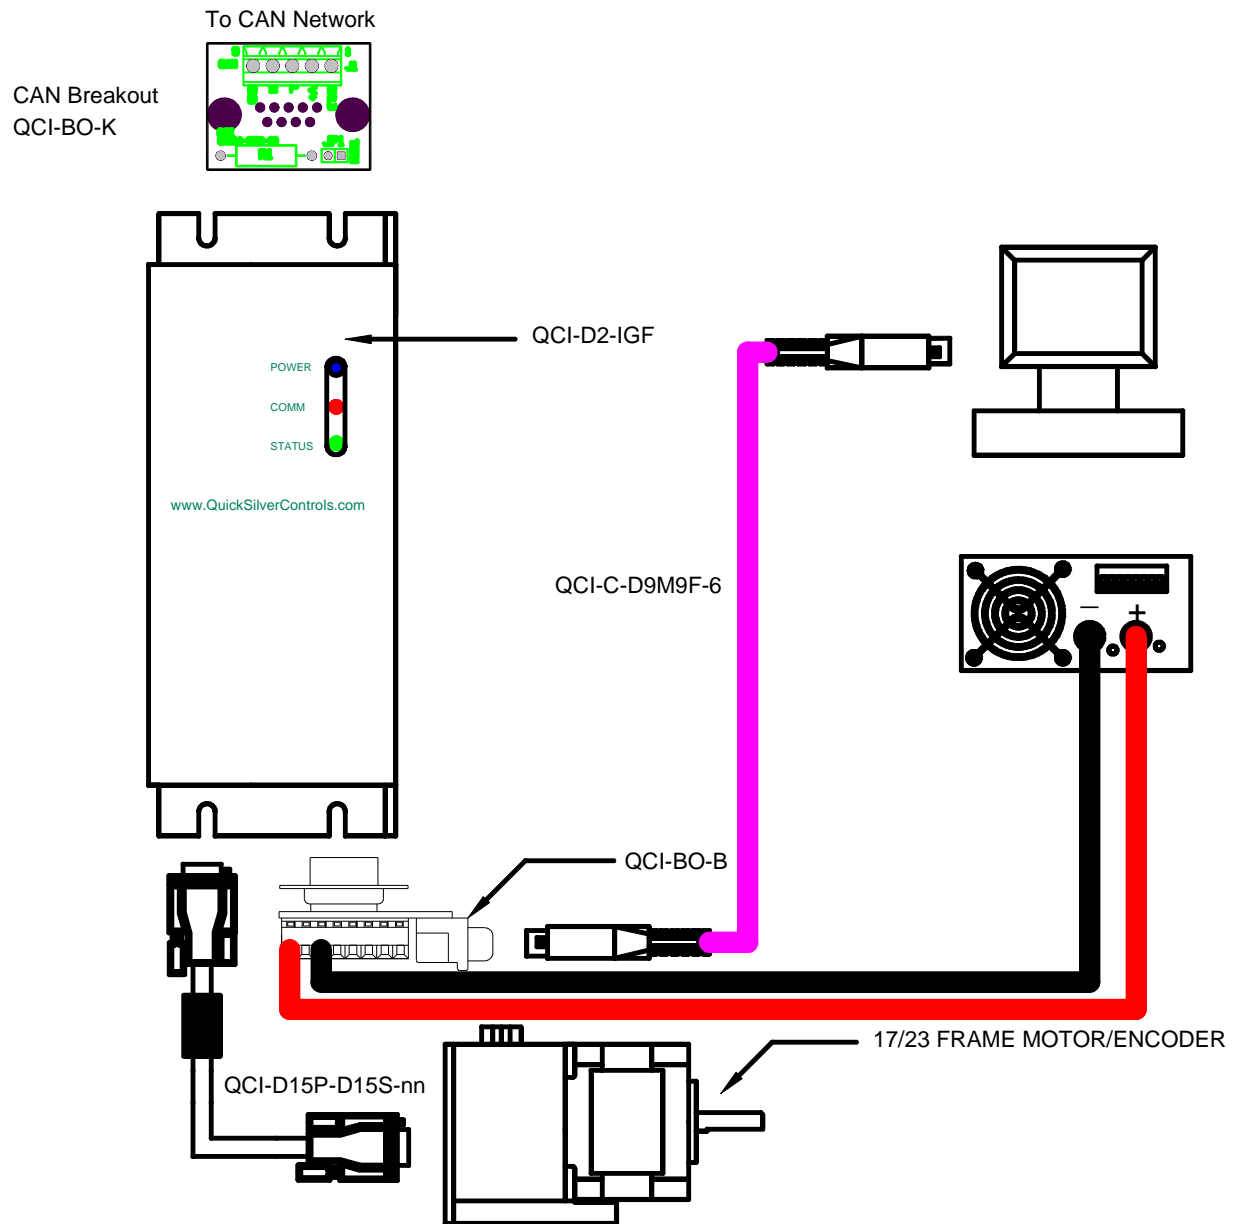 To CAN Network
CAN Breakout
QCI-BO-K
QCI-D2-IGF
POWER
COMM
STATUS
www.QuickSilverControls.com
QCI-C-D9M9F-6
− +
QCI-BO-B
17/23 FRAME MOTOR/ENCODER
QCI-D15P-D15S-nn